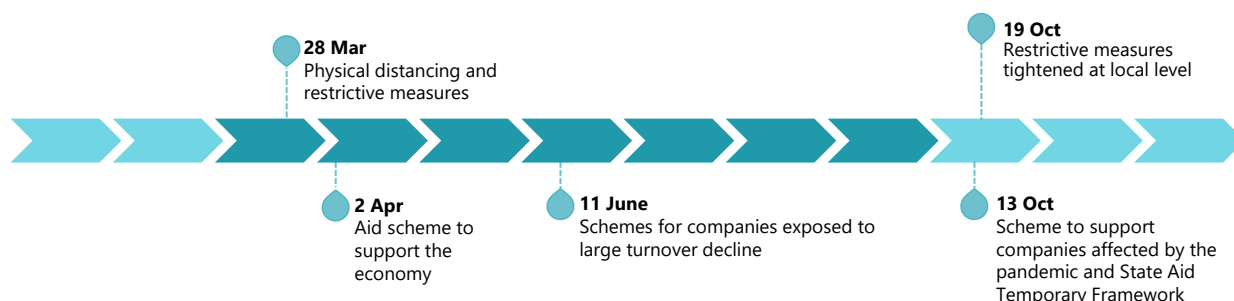 28 Mar
Physical distancing and
restrictive measures
19 Oct
Restrictive measures
tightened at local level
2 Apr
Aid scheme to
support the
economy
11 June
Schemes for companies exposed to
large turnover decline
13 Oct
Scheme to support
companies affected by the
pandemic and State Aid
Temporary Framework